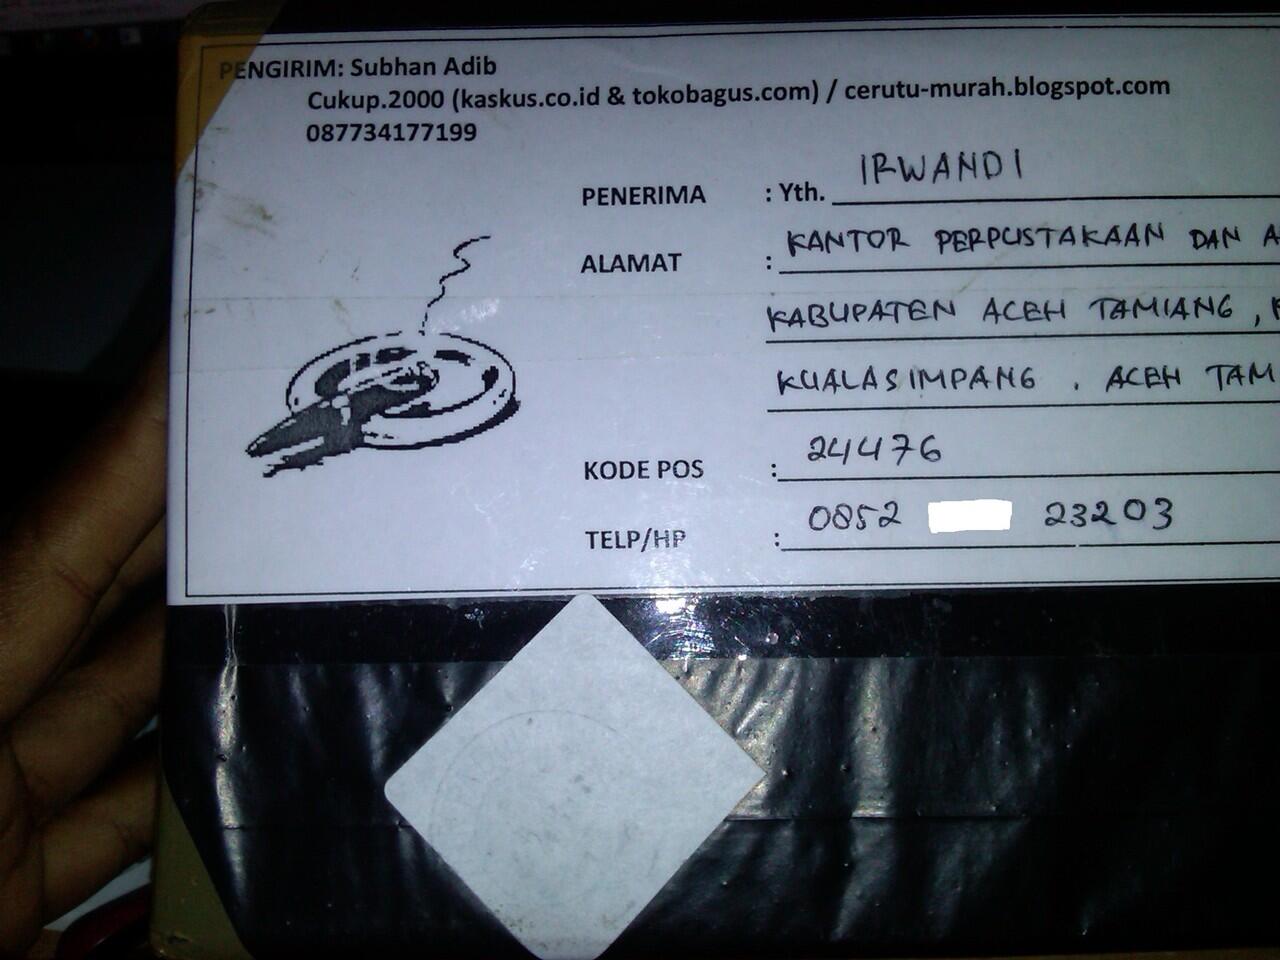 PENGIRIM: Subhan Adib
Cukup.2000 (kaskus.co.id & tokobagus.com) / cerutu-murah.blogspot.com
087734177199
PENERIMA : Yth. IRWANDI
ALAMAT : KANTOR PERPUSTAKAAN DAN
KABUPATEN ACEH TAMIANG,
KUALASIMPANG. ACEH TAM
KODE POS : 24476
TELP/HP : 0852 23203